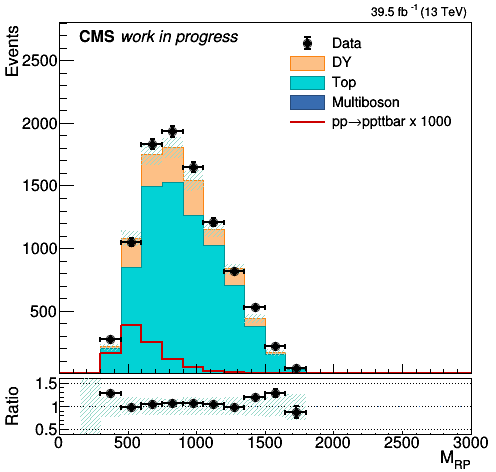 39.5 fb⁻¹ (13 TeV)
CMS work in progress
Data
DY
Top
Multiboson
pp→ppttbar x 1000
Events
2500
2000
1500
1000
500
Ratio
1.5
1
0.5
0 500 1000 1500 2000 2500 3000
M_RP